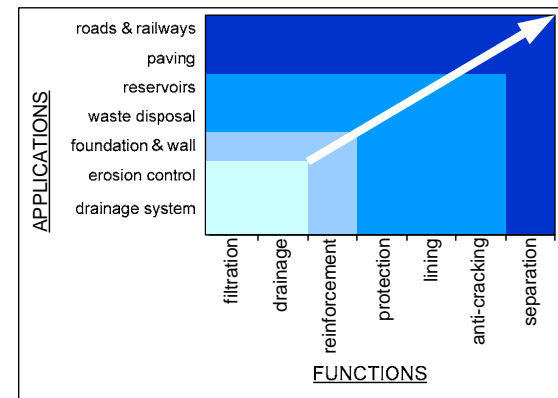 roads & railways
paving
reservoirs
waste disposal
foundation & wall
erosion control
drainage system
APPLICATIONS
filtration
drainage
reinforcement
protection
lining
anti-cracking
separation
FUNCTIONS